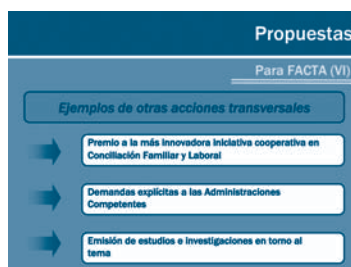 Propuestas
Para FACTA (VI)
Ejemplos de otras acciones transversales
Premio a la más innovadora iniciativa cooperativa en
Conciliación Familiar y Laboral
Demandas explícitas a las Administraciones
Competentes
Emisión de estudios e investigaciones en torno al
tema